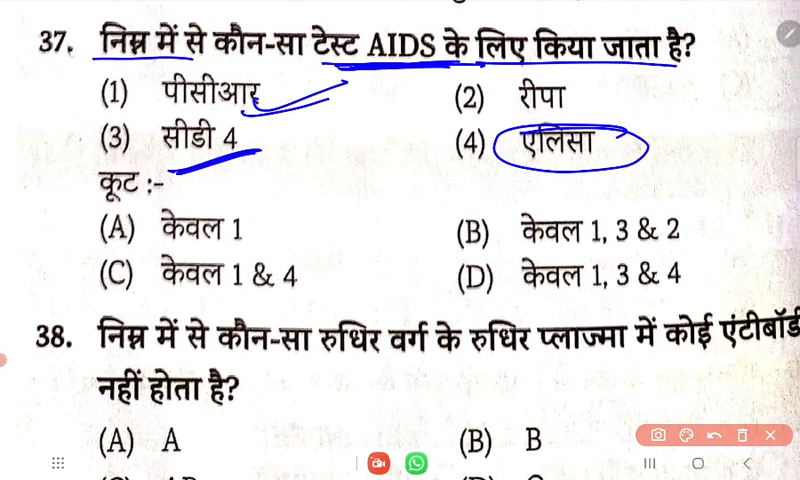 37. निम्न में से कौन-सा टेस्ट AIDS के लिए किया जाता है?
(1) पीसीआर (2) रीपा
(3) सीडी 4 (4) एलिसा
कूट :-
(A) केवल 1 (B) केवल 1, 3 & 2
(C) केवल 1 & 4 (D) केवल 1, 3 & 4
38. निम्न में से कौन-सा रुधिर वर्ग के रुधिर प्लाज्मा में कोई एंटीबॉडी
नहीं होता है?
(A) A (B) B